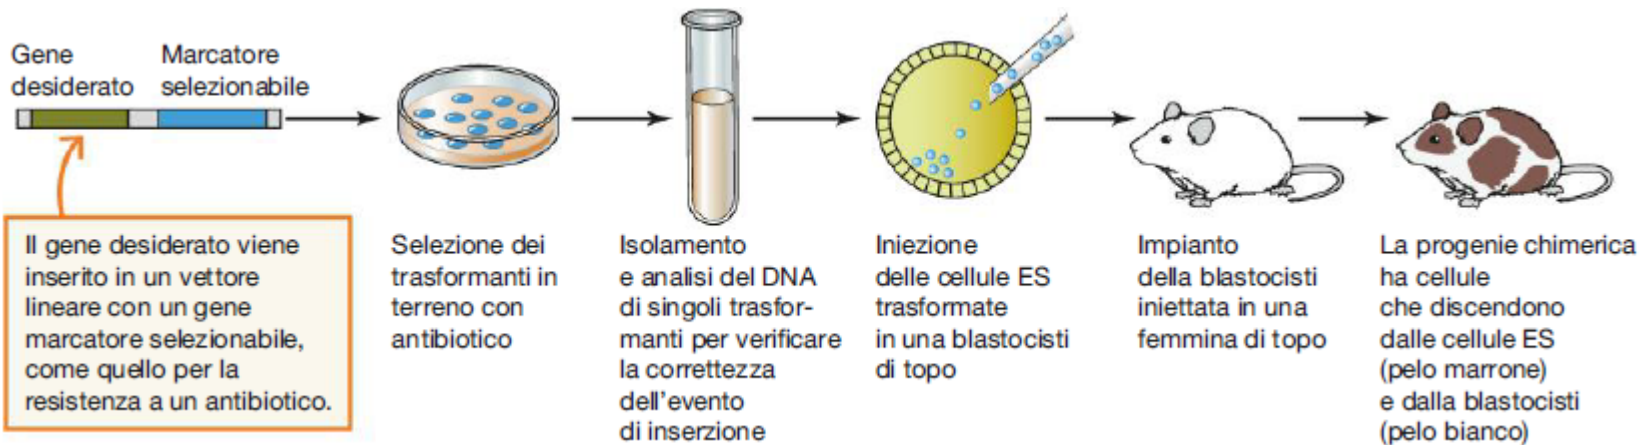 Gene
desiderato
Marcatore
selezionabile
Il gene desiderato viene
inserito in un vettore
lineare con un gene
marcatore selezionabile,
come quello per la
resistenza a un antibiotico.
Selezione dei
trasformanti in
terreno con
antibiotico
Isolamento
e analisi del DNA
di singoli trasfor-
manti per verificare
la correttezza
dell'evento
di inserzione
Iniezione
delle cellule ES
trasformate
in una blastocisti
di topo
Impianto
della blastocisti
iniettata in una
femmina di topo
La progenie chimerica
ha cellule
che discendono
dalle cellule ES
(pelo marrone)
e dalla blastocisti
(pelo bianco)